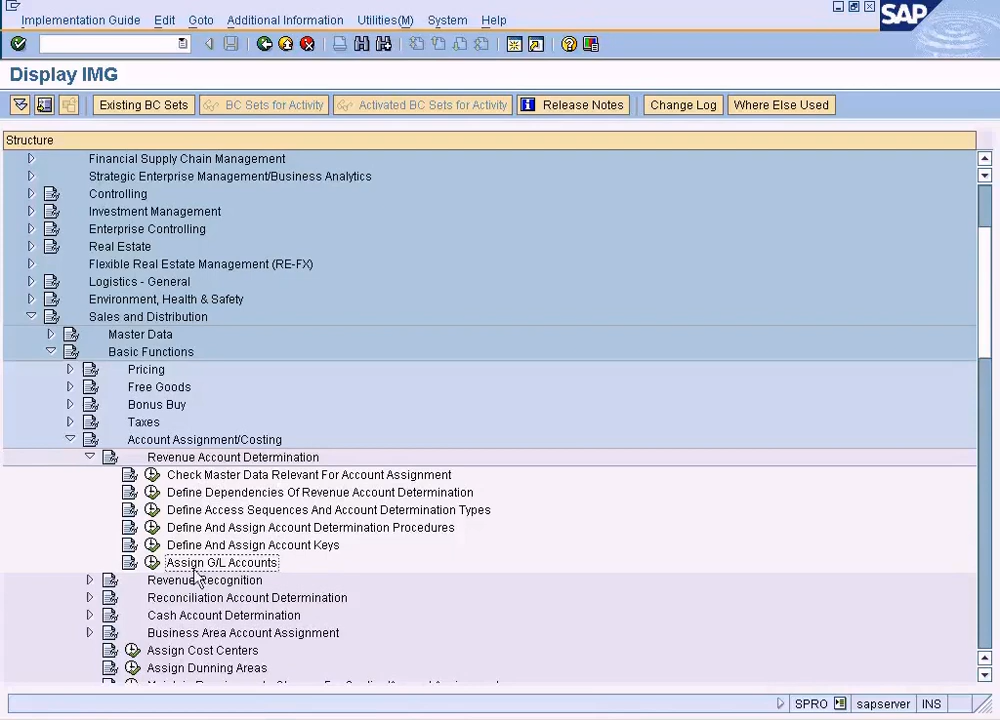 Implementation Guide Edit Goto Additional Information Utilities(M) System Help
SAP
Display IMG
Existing BC Sets BC Sets for Activity Activated BC Sets for Activity Release Notes Change Log Where Else Used
Structure
Financial Supply Chain Management
Strategic Enterprise Management/Business Analytics
Controlling
Investment Management
Enterprise Controlling
Real Estate
Flexible Real Estate Management (RE-FX)
Logistics - General
Environment, Health & Safety
Sales and Distribution
Master Data
Basic Functions
Pricing
Free Goods
Bonus Buy
Taxes
Account Assignment/Costing
Revenue Account Determination
Check Master Data Relevant For Account Assignment
Define Dependencies Of Revenue Account Determination
Define Access Sequences And Account Determination Types
Define And Assign Account Determination Procedures
Define And Assign Account Keys
Assign G/L Accounts
Revenue Recognition
Reconciliation Account Determination
Cash Account Determination
Business Area Account Assignment
Assign Cost Centers
Assign Dunning Areas
SPRO sapserver INS